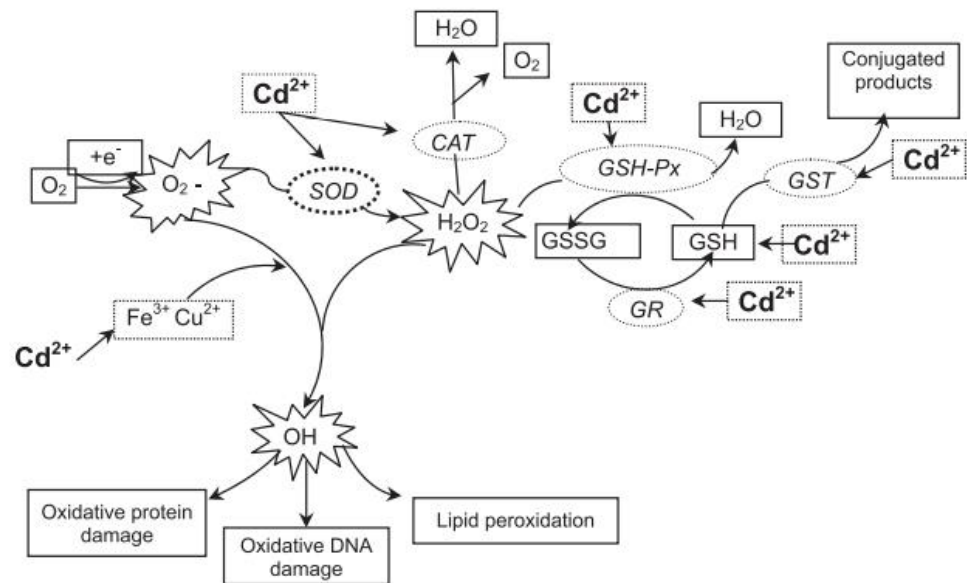 H₂O
O₂
Conjugated
products
Cd²⁺
Cd²⁺
H₂O
+e⁻
O₂
O₂ -
SOD
CAT
GSH-Px
GST
Cd²⁺
H₂O₂
GSSG
GSH
Cd²⁺
GR
Cd²⁺
Fe³⁺ Cu²⁺
Cd²⁺
OH
Oxidative protein
damage
Oxidative DNA
damage
Lipid peroxidation